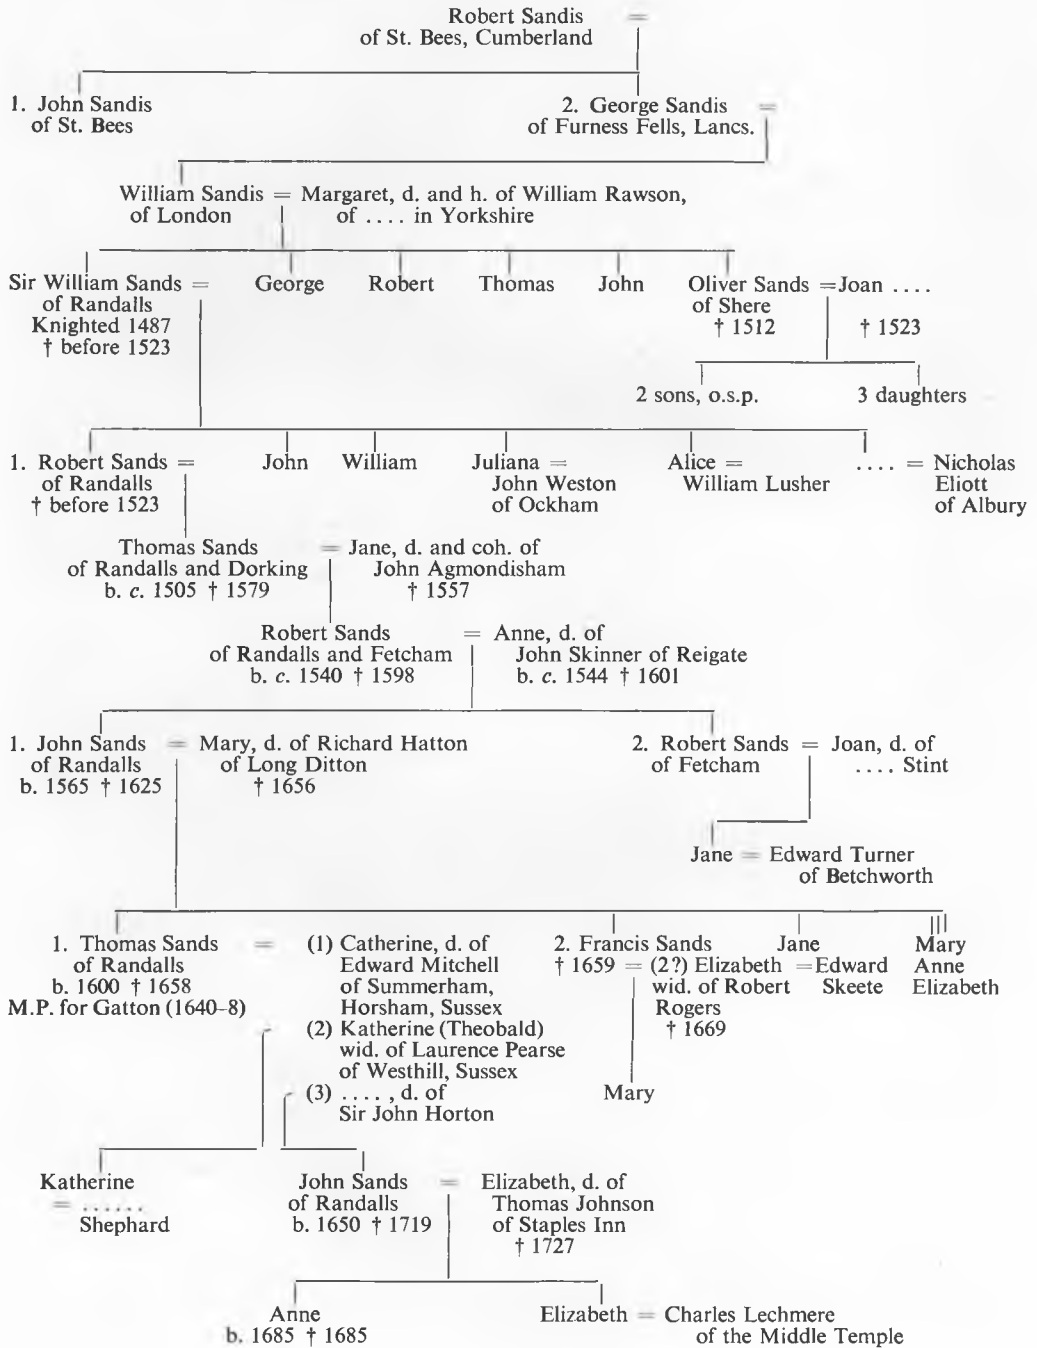 Robert Sandis =
of St. Bees, Cumberland
1. John Sandis
of St. Bees
2. George Sandis =
of Furness Fells, Lancs.
William Sandis = Margaret, d. and h. of William Rawson,
of London of .... in Yorkshire
Sir William Sands =
of Randalls
Knighted 1487
† before 1523
George
Robert
Thomas
John
Oliver Sands = Joan ....
of Shere
† 1512 † 1523
2 sons, o.s.p.
3 daughters
1. Robert Sands =
of Randalls
† before 1523
John
William
Juliana =
John Weston
of Ockham
Alice =
William Lusher
.... = Nicholas
Eliott
of Albury
Thomas Sands = Jane, d. and coh. of
of Randalls and Dorking John Agmondisham
b. c. 1505 † 1579 † 1557
Robert Sands = Anne, d. of
of Randalls and Fetcham John Skinner of Reigate
b. c. 1540 † 1598 b. c. 1544 † 1601
1. John Sands = Mary, d. of Richard Hatton
of Randalls of Long Ditton
b. 1565 † 1625 † 1656
2. Robert Sands = Joan, d. of
of Fetcham .... Stint
Jane = Edward Turner
of Betchworth
1. Thomas Sands =
of Randalls
b. 1600 † 1658
M.P. for Gatton (1640–8)
(1) Catherine, d. of
Edward Mitchell
of Summerham,
Horsham, Sussex
(2) Katherine (Theobald)
wid. of Laurence Pearse
of Westhill, Sussex
(3) ...., d. of
Sir John Horton
2. Francis Sands
† 1659 = (2?) Elizabeth
wid. of Robert
Rogers
† 1669
Mary
Jane
= Edward
Skeete
Mary
Anne
Elizabeth
Katherine
= ......
Shephard
John Sands = Elizabeth, d. of
of Randalls Thomas Johnson
b. 1650 † 1719 of Staples Inn
† 1727
Anne
b. 1685 † 1685
Elizabeth = Charles Lechmere
of the Middle Temple